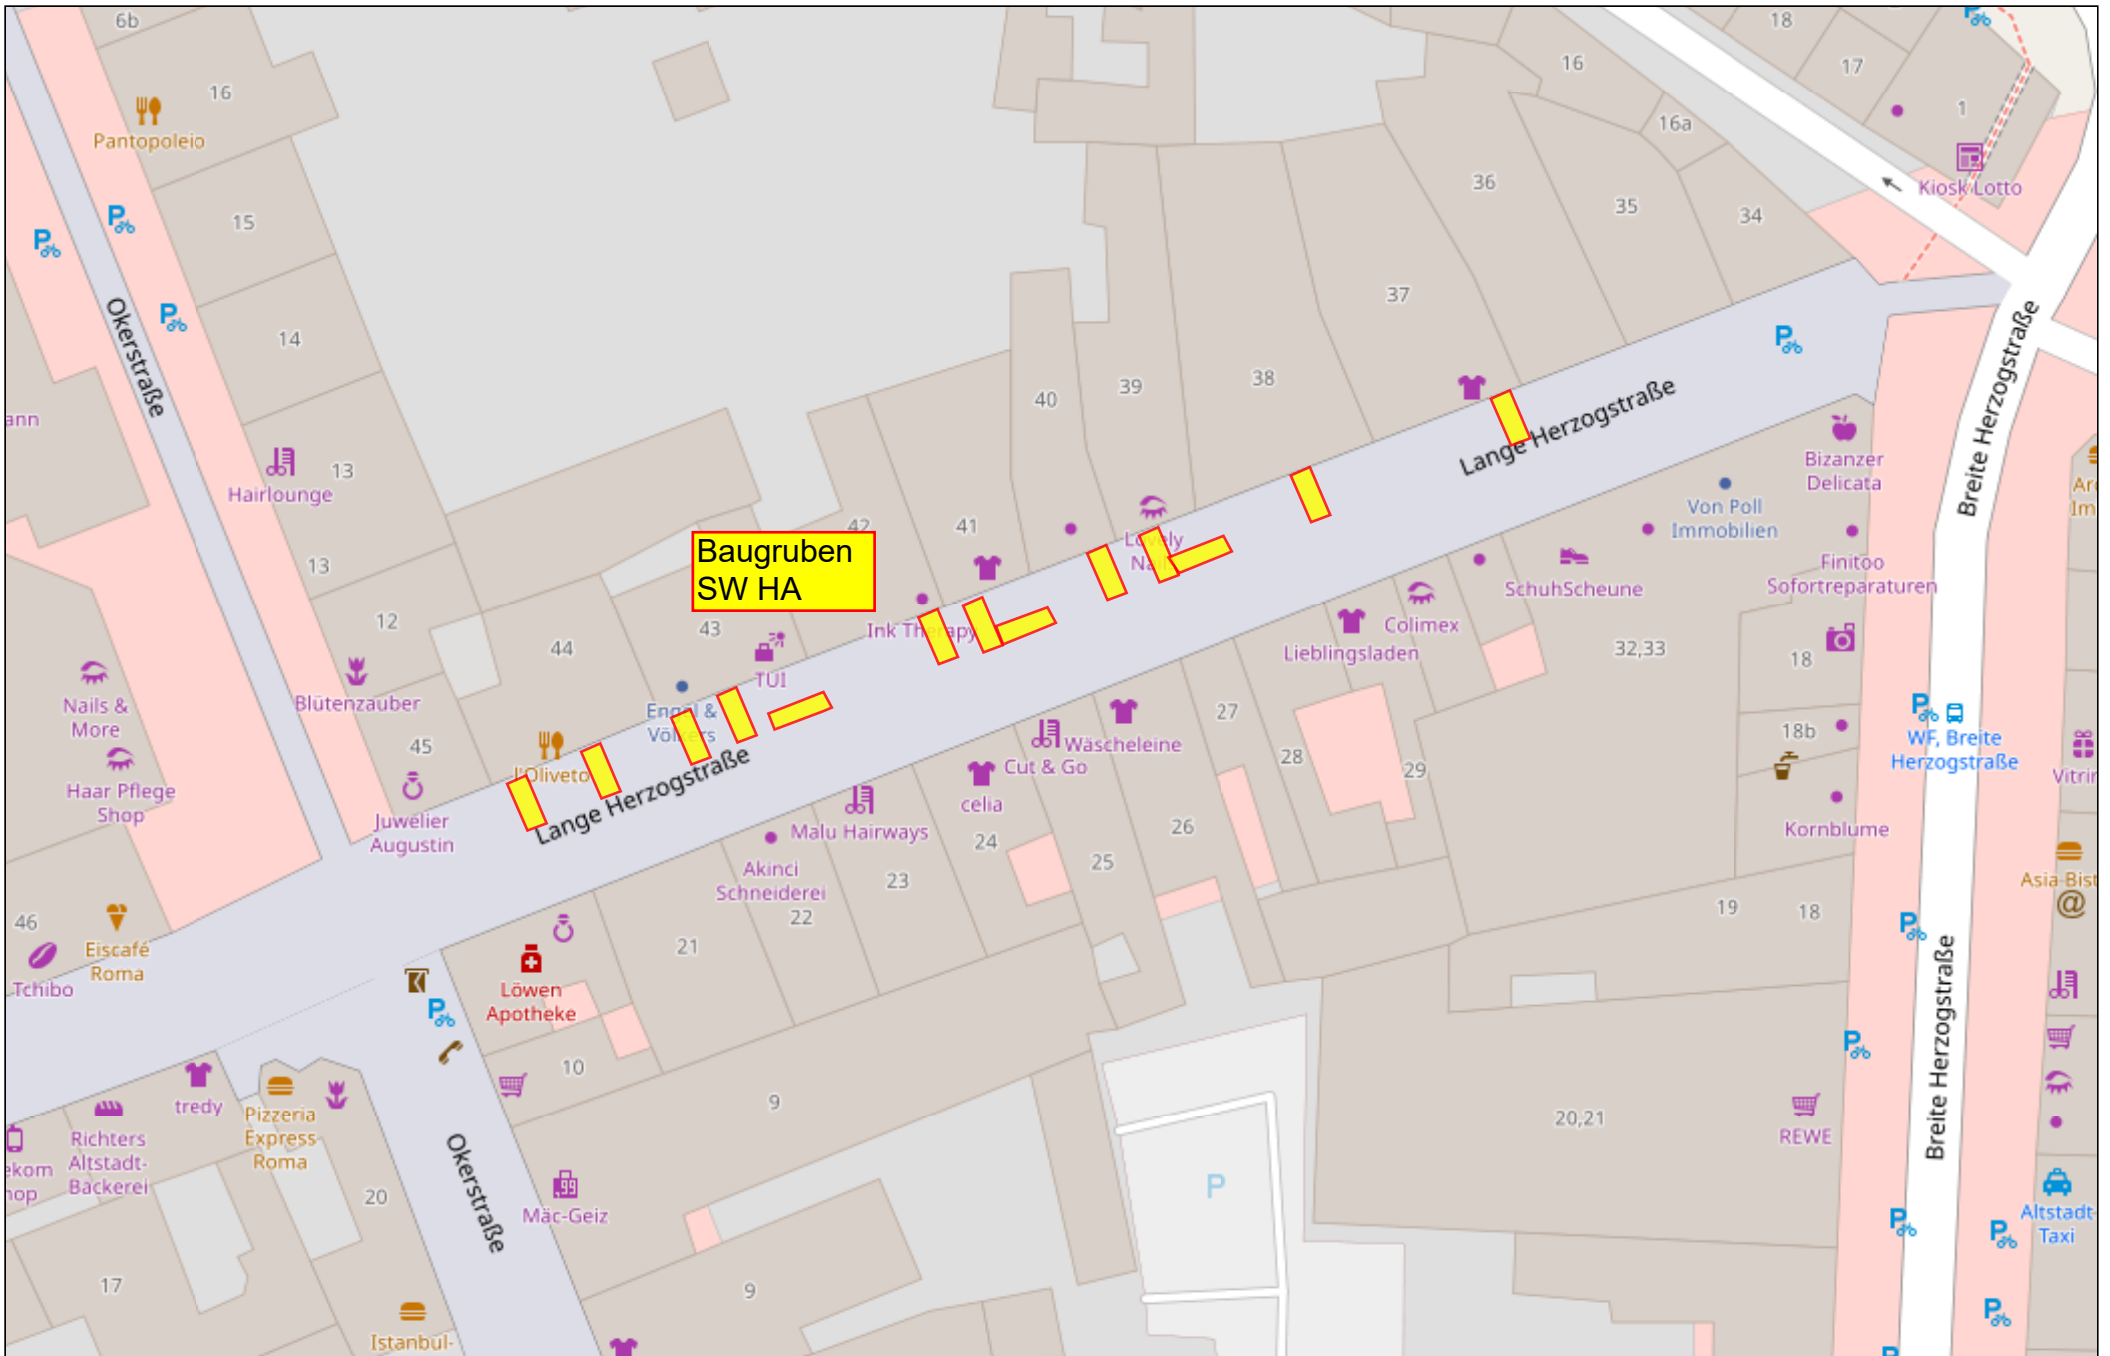 6b
16
Pantopoleio
15
14
Okerstraße
ann
13
Hairlounge
13
12
Blütenzauber
Nails &
More
Haar Pflege
Shop
45
Juwelier
Augustin
46
Eiscafé
Roma
Tchibo
44
l'Oliveto
43
TUI
Engel &
Völkers
Baugruben
SW HA
42
41
Ink Therapy
40
39
Lovely
Nails
38
37
36
35
34
16
16a
18
17
1
Kiosk Lotto
Lange Herzogstraße
Lange Herzogstraße
Breite Herzogstraße
Bizanzer
Delicata
Von Poll
Immobilien
Finitoo
Sofortreparaturen
SchuhScheune
Colimex
Lieblingsladen
32,33
18
18b
WF, Breite
Herzogstraße
Kornblume
27
28
29
Wäscheleine
Cut & Go
celia
Malu Hairways
Akinci
Schneiderei
26
25
24
23
22
21
Löwen
Apotheke
10
9
9
19
18
20,21
REWE
Breite Herzogstraße
Asia-Bist
@
Vitrin
Altstadt-
Taxi
P
tredy
Richters
Altstadt-
Bäckerei
ekom
hop
Pizzeria
Express
Roma
20
17
Istanbul-
Okerstraße
Mäc-Geiz